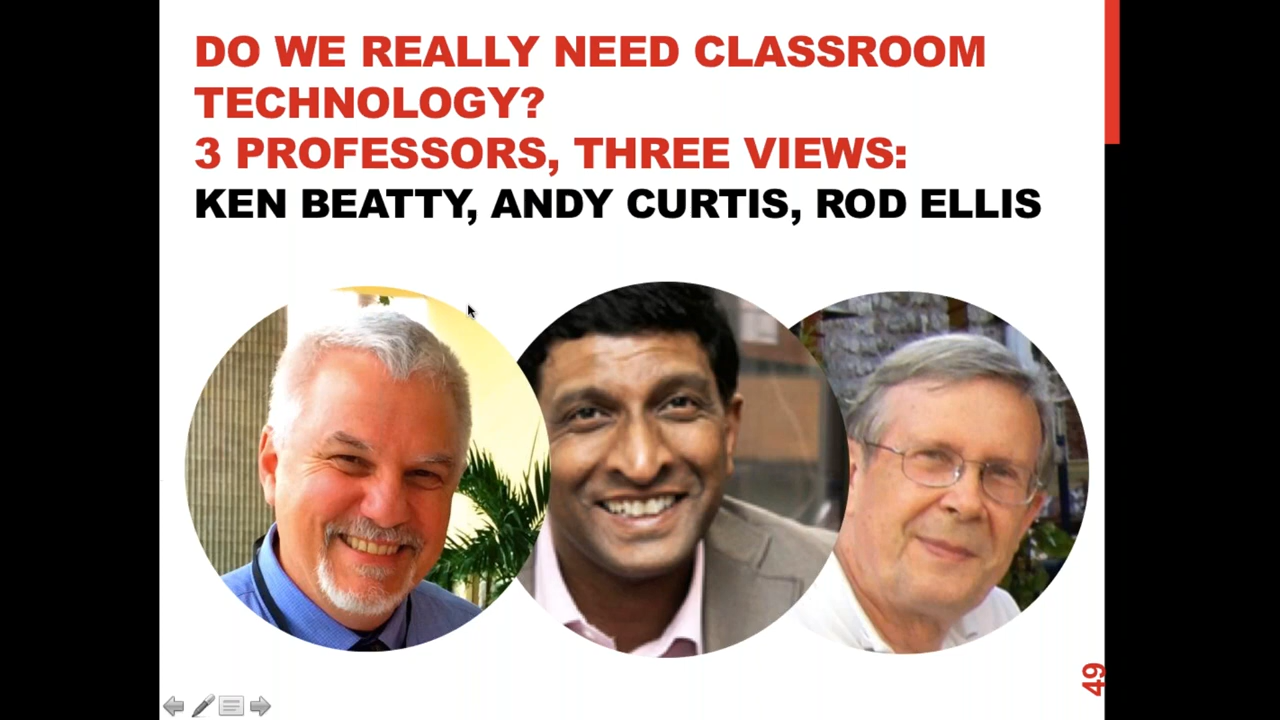 DO WE REALLY NEED CLASSROOM
TECHNOLOGY?
3 PROFESSORS, THREE VIEWS:
KEN BEATTY, ANDY CURTIS, ROD ELLIS
49